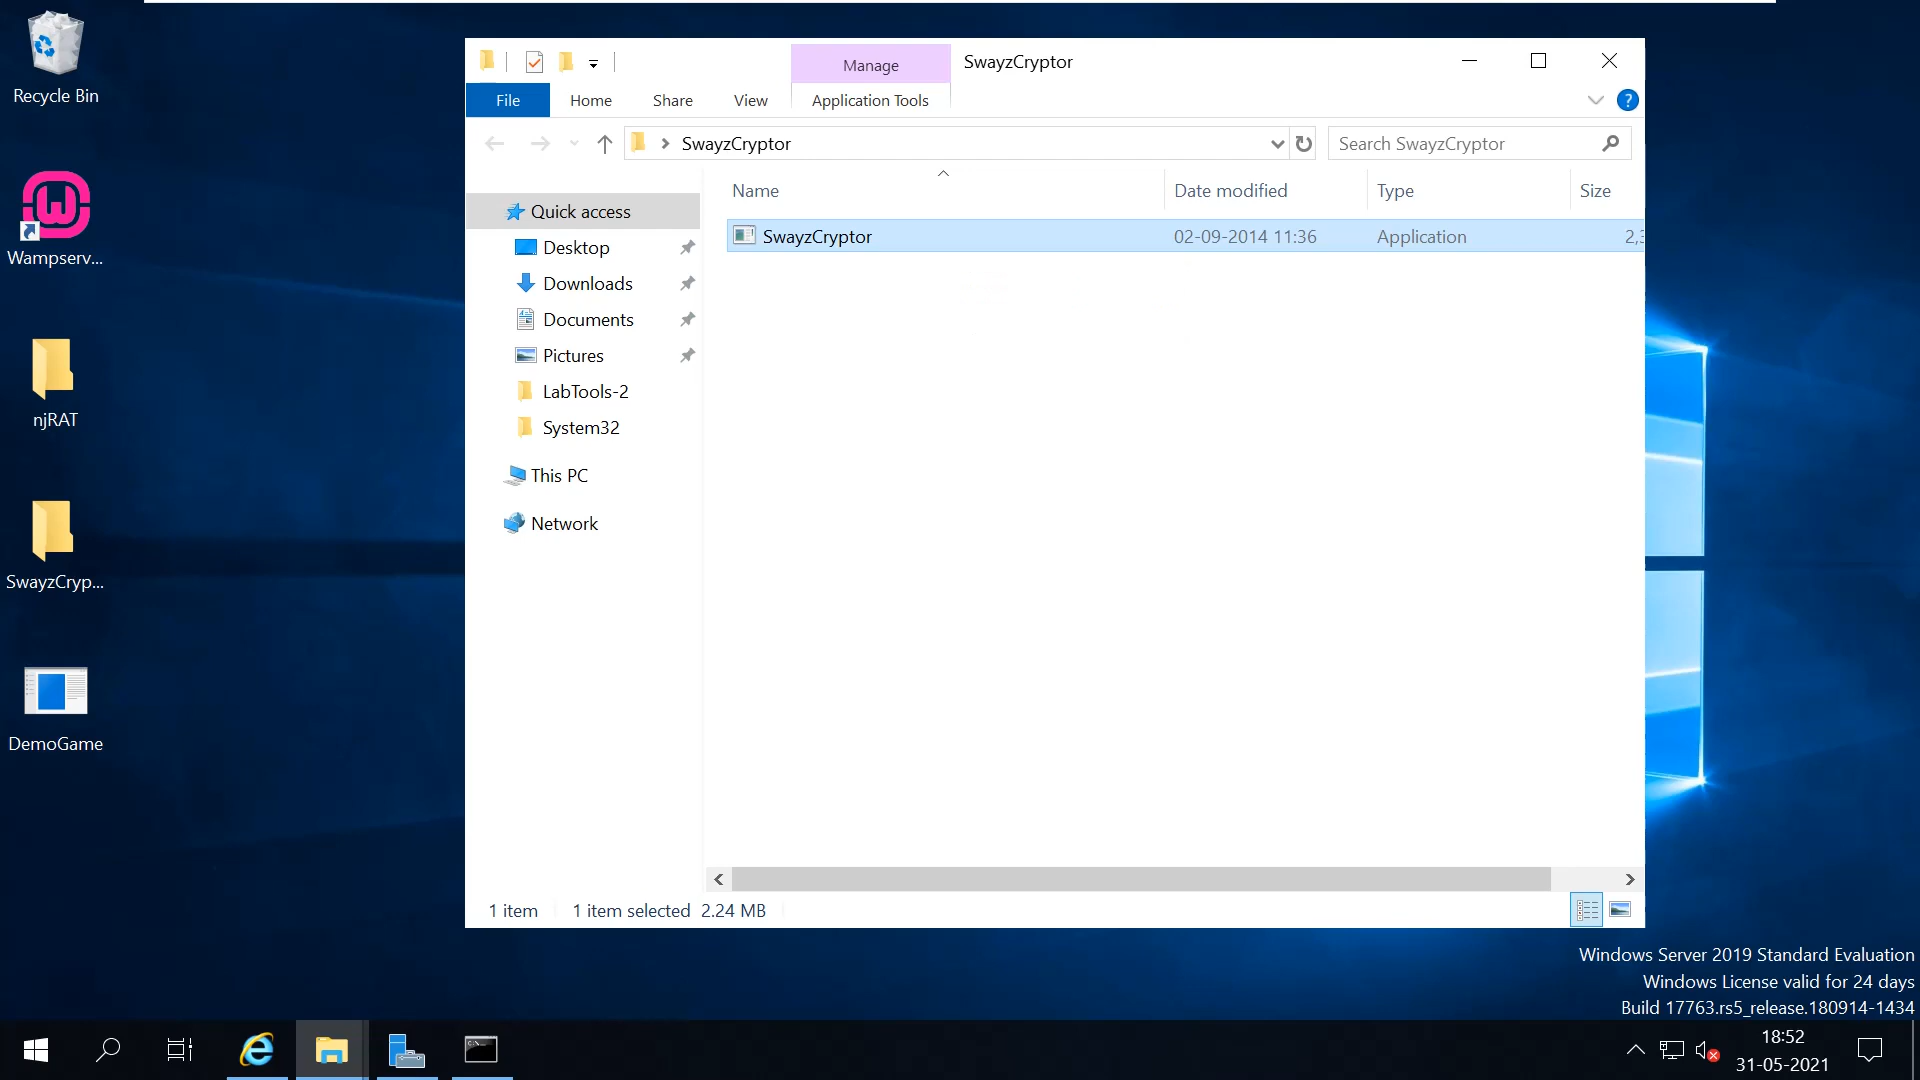 Recycle Bin
Wampserv...
njRAT
SwayzCryp...
DemoGame
Manage
SwayzCryptor
File
Home
Share
View
Application Tools
?
SwayzCryptor
Search SwayzCryptor
Name
Date modified
Type
Size
Quick access
Desktop
Downloads
Documents
Pictures
LabTools-2
System32
This PC
Network
SwayzCryptor
02-09-2014 11:36
Application
2,3
1 item
1 item selected 2.24 MB
Windows Server 2019 Standard Evaluation
Windows License valid for 24 days
Build 17763.rs5_release.180914-1434
18:52
31-05-2021